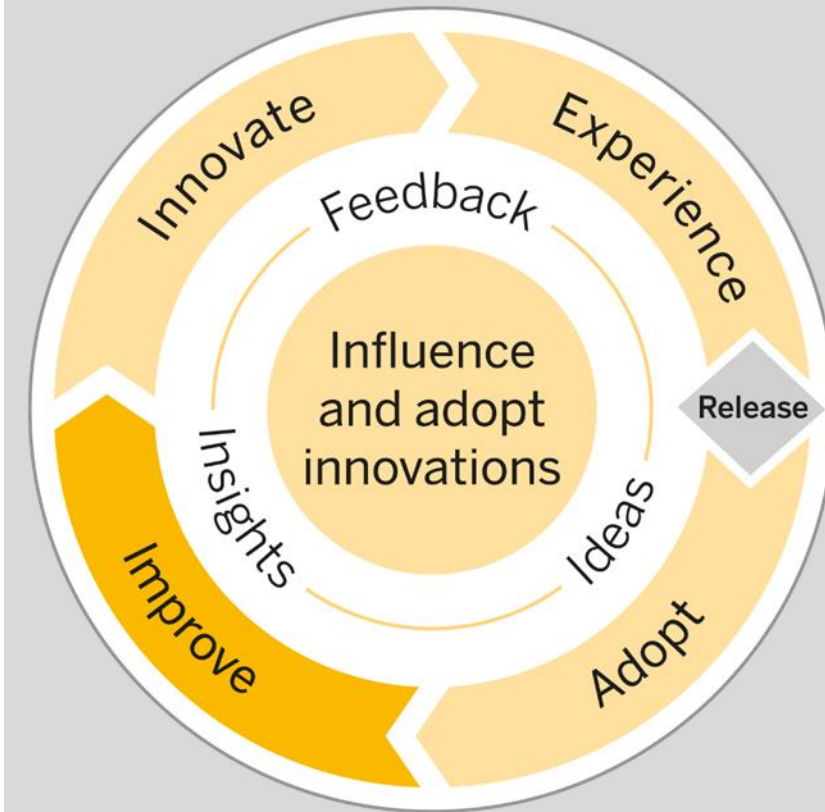 Innovate
Experience
Feedback
Influence
and adopt
innovations
Release
Insights
Ideas
Improve
Adopt